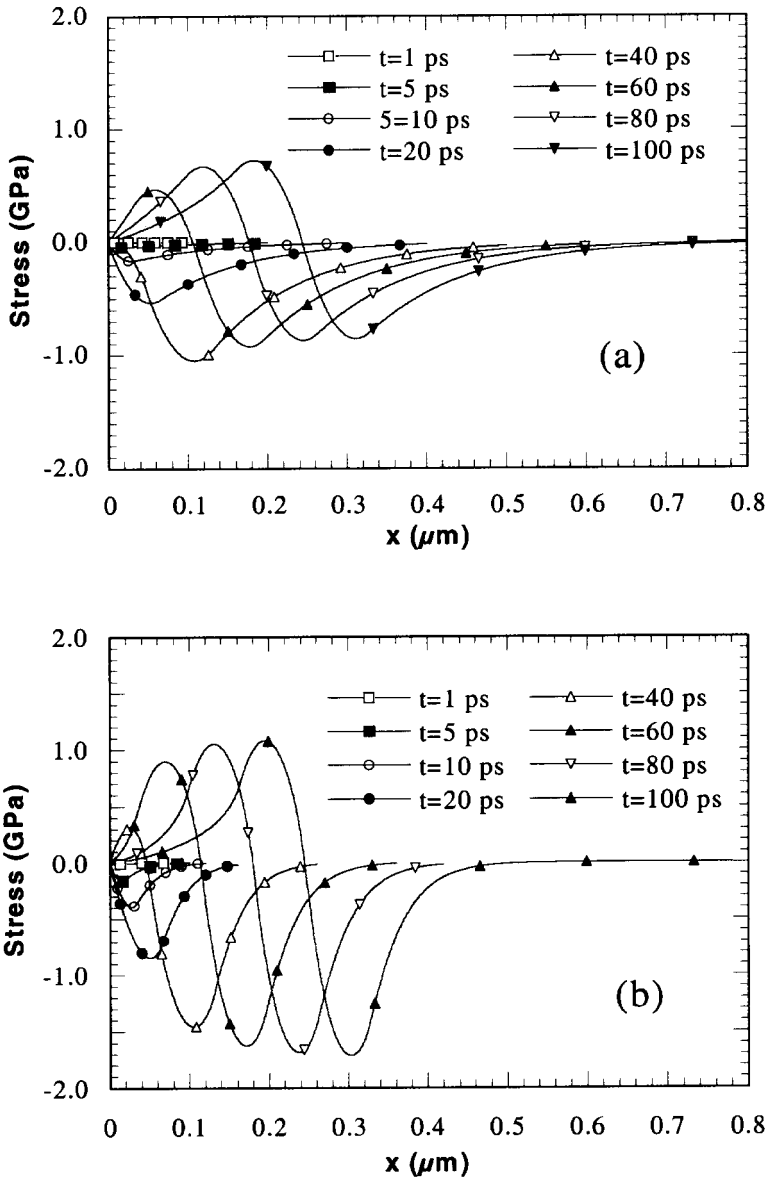 2.0
t=1 ps
t=40 ps
t=5 ps
t=60 ps
5=10 ps
t=80 ps
t=20 ps
t=100 ps
1.0
0.0
-1.0
-2.0
Stress (GPa)
(a)
0
0.1
0.2
0.3
0.4
0.5
0.6
0.7
0.8
x (μm)
2.0
t=1 ps
t=40 ps
t=5 ps
t=60 ps
t=10 ps
t=80 ps
t=20 ps
t=100 ps
1.0
0.0
-1.0
-2.0
Stress (GPa)
(b)
0
0.1
0.2
0.3
0.4
0.5
0.6
0.7
0.8
x (μm)